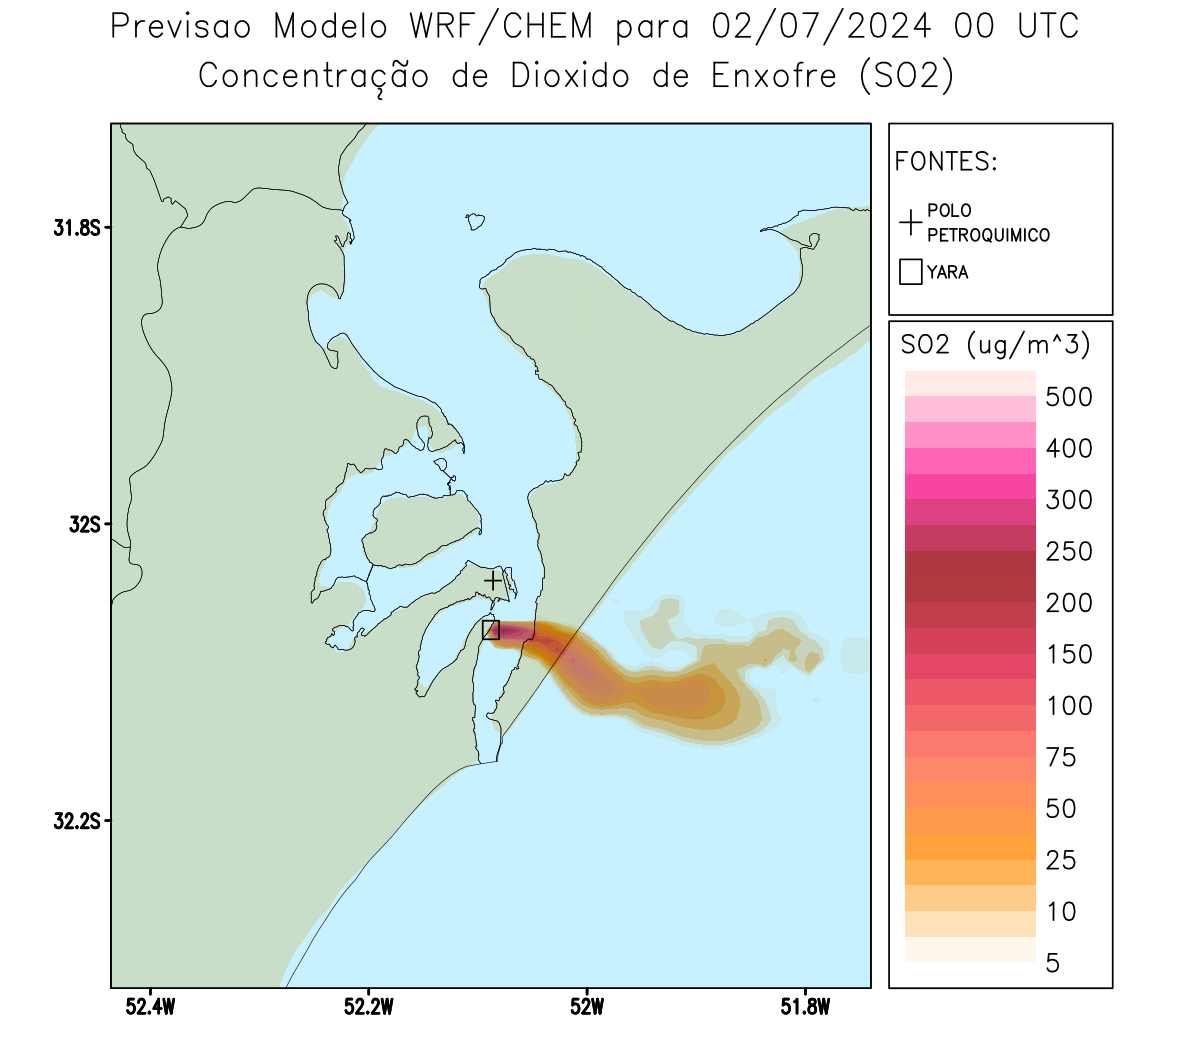 Previsao Modelo WRF/CHEM para 02/07/2024 00 UTC
Concentração de Dioxido de Enxofre (SO2)
FONTES:
POLO
PETROQUIMICO
YARA
31.8S
32S
32.2S
52.4W
52.2W
52W
51.8W
SO2 (ug/m^3)
500
400
300
250
200
150
100
75
50
25
10
5